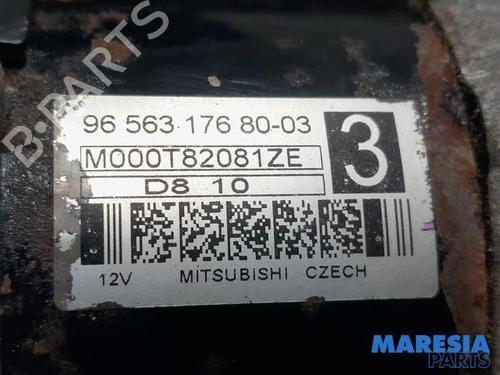 B-PARTS
96 563 176 80-03
3
M000T82081ZE
D8 10
12V MITSUBISHI CZECH
MARESIA
PARTS